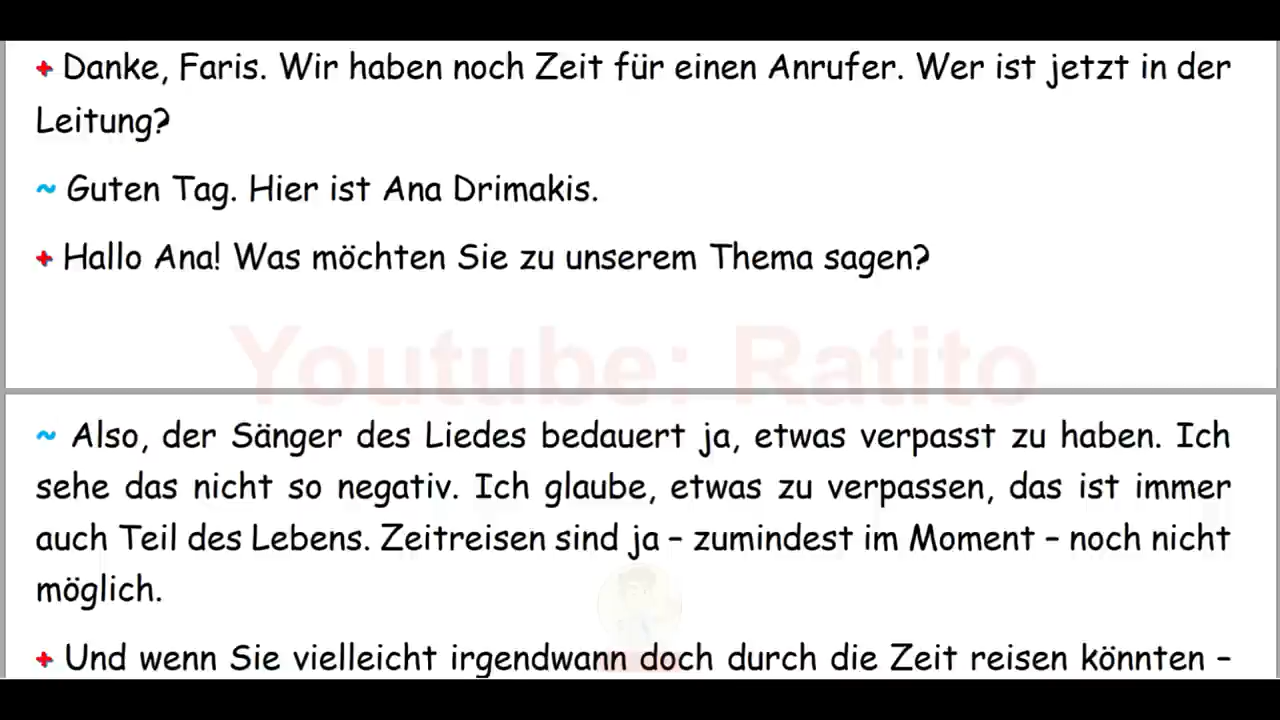 + Danke, Faris. Wir haben noch Zeit für einen Anrufer. Wer ist jetzt in der
Leitung?
~ Guten Tag. Hier ist Ana Drimakis.
+ Hallo Ana! Was möchten Sie zu unserem Thema sagen?
Youtube: Ratito
~ Also, der Sänger des Liedes bedauert ja, etwas verpasst zu haben. Ich
sehe das nicht so negativ. Ich glaube, etwas zu verpassen, das ist immer
auch Teil des Lebens. Zeitreisen sind ja – zumindest im Moment – noch nicht
möglich.
+ Und wenn Sie vielleicht irgendwann doch durch die Zeit reisen könnten –